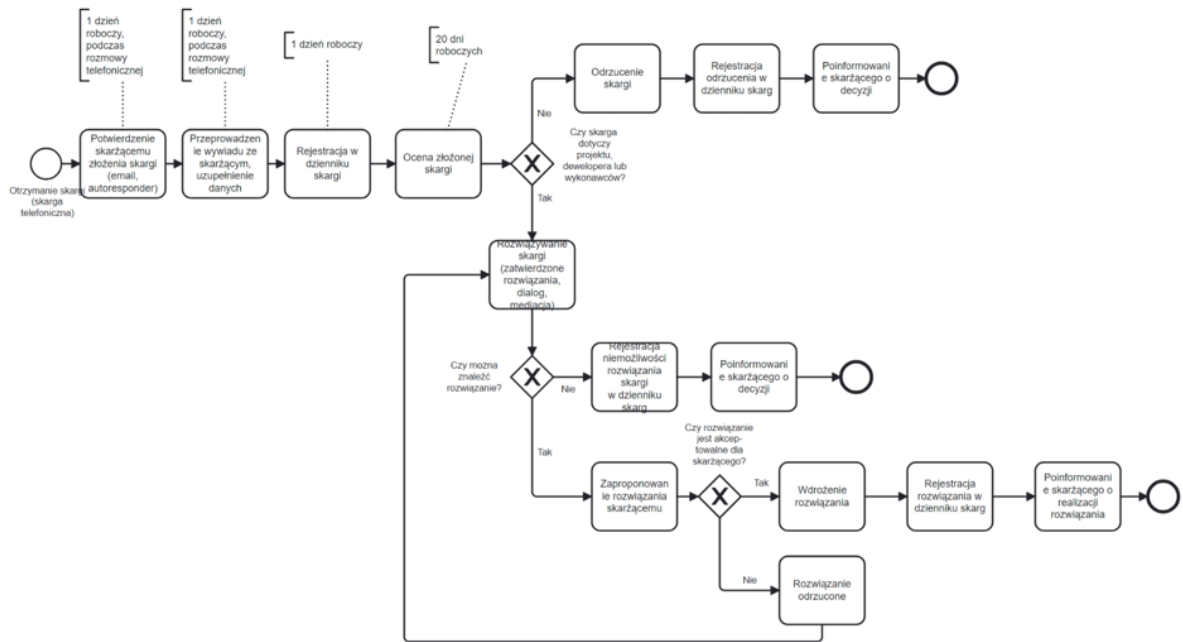 1 dzień
roboczy,
podczas
rozmowy
telefonicznej
1 dzień
roboczy,
podczas
rozmowy
telefonicznej
1 dzień roboczy
20 dni
roboczych
Otrzymanie skargi
(skarga
telefoniczna)
Potwierdzenie
skarżącemu
złożenia skargi
(email,
autoresponder)
Przeprowadzen
ie wywiadu ze
skarżącym,
uzupełnienie
danych
Rejestracja w
dzienniku
skargi
Ocena złożonej
skargi
Czy skarga
dotyczy
projektu,
dewelopera lub
wykonawców?
Nie
Odrzucenie
skargi
Rejestracja
odrzucenia w
dzienniku skarg
Poinformowani
e skarżącego o
decyzji
Tak
Rozwiązywanie
skargi
(zatwierdzone
rozwiązania,
dialog,
mediacja)
Czy można
znaleźć
rozwiązanie?
Nie
Rejestracja
niemożliwości
rozwiązania
skargi
w dzienniku
skarg
Poinformowani
e skarżącego o
decyzji
Tak
Zaproponowan
ie rozwiązania
skarżącemu
Czy rozwiązanie
jest akcep-
towalne dla
skarżącego?
Tak
Wdrożenie
rozwiązania
Rejestracja
rozwiązania w
dzienniku skarg
Poinformowani
e skarżącego o
realizacji
rozwiązania
Nie
Rozwiązanie
odrzucone